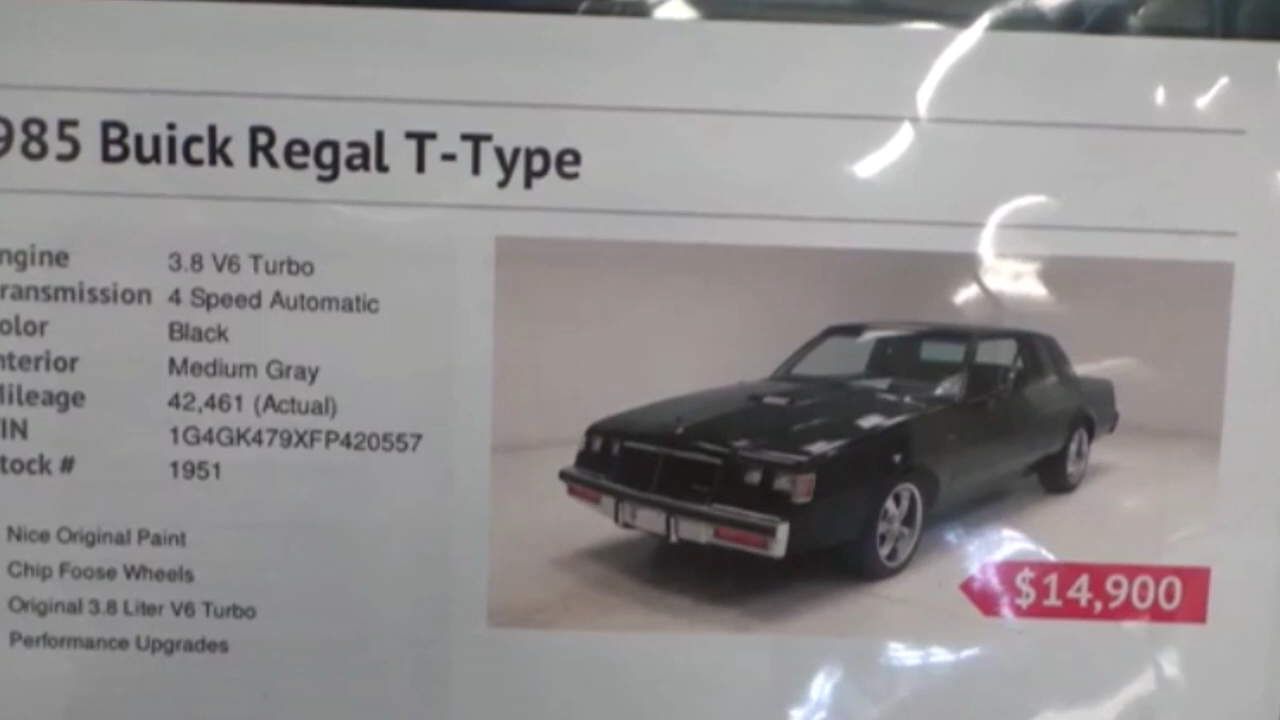 985 Buick Regal T-Type
ngine 3.8 V6 Turbo
ransmission 4 Speed Automatic
olor Black
nterior Medium Gray
ileage 42,461 (Actual)
IN 1G4GK479XFP420557
tock # 1951
Nice Original Paint
Chip Foose Wheels
Original 3.8 Liter V6 Turbo
Performance Upgrades
$14,900